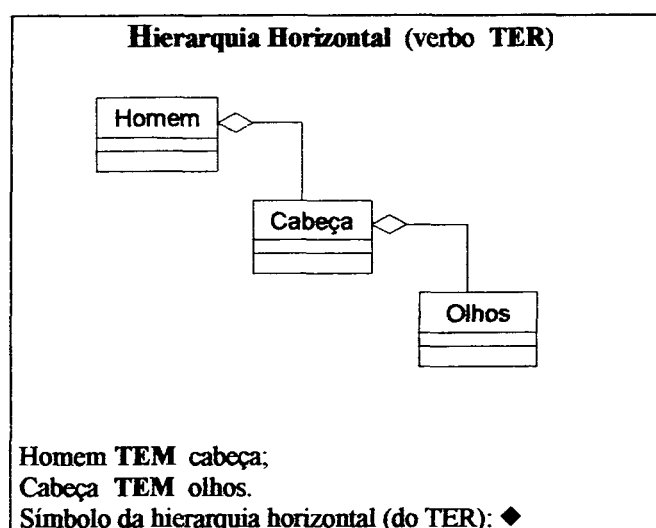 Hierarquia Horizontal (verbo TER)
Homem
Cabeça
Olhos
Homem TEM cabeça;
Cabeça TEM olhos.
Símbolo da hierarquia horizontal (do TER): ◆